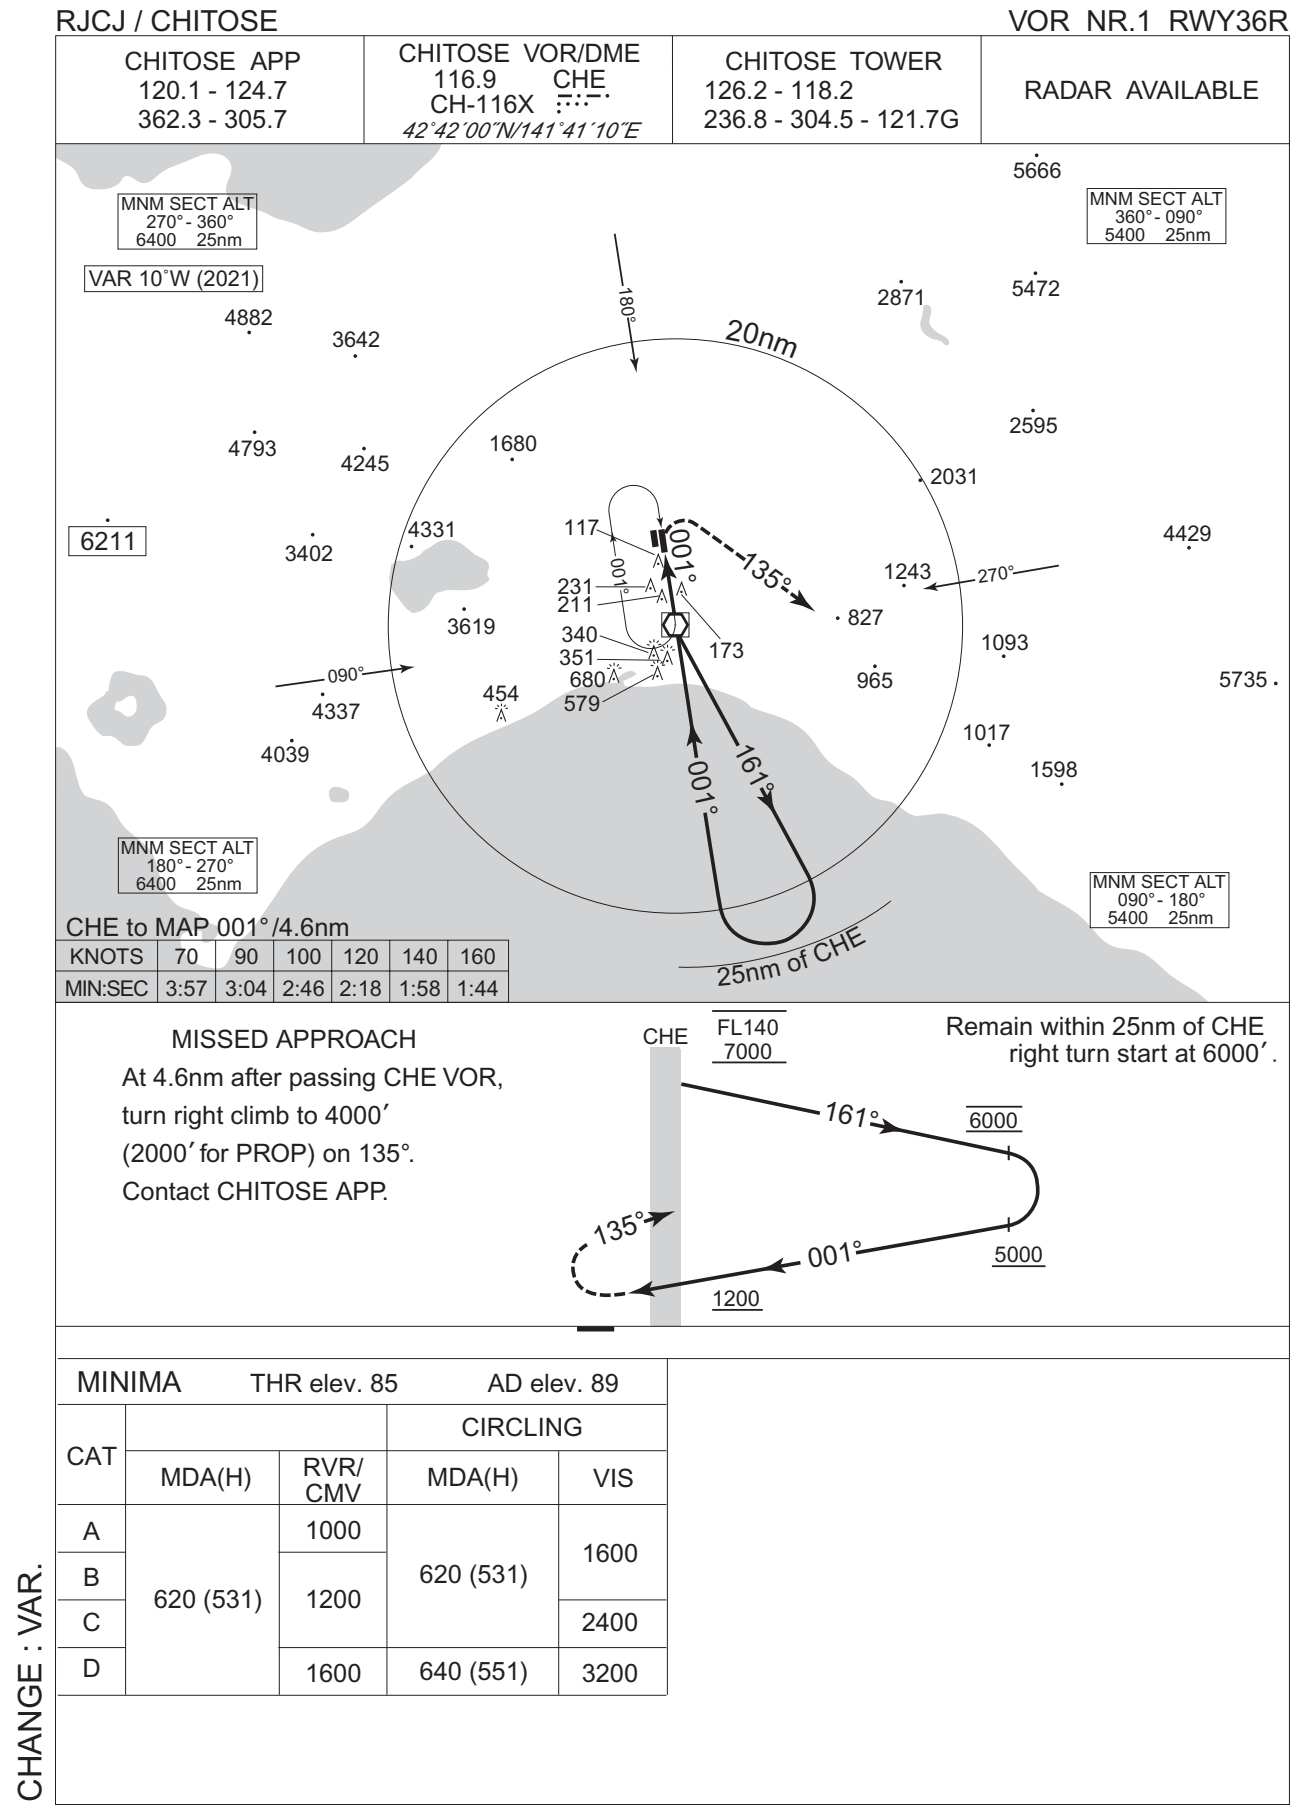 RJCJ / CHITOSE
VOR NR.1 RWY36R
CHITOSE APP
120.1 - 124.7
362.3 - 305.7
CHITOSE VOR/DME
116.9 CHE
CH-116X
42°42´00˝N/141°41´10˝E
CHITOSE TOWER
126.2 - 118.2
236.8 - 304.5 - 121.7G
RADAR AVAILABLE
5666
MNM SECT ALT
270° - 360°
6400 25nm
MNM SECT ALT
360° - 090°
5400 25nm
VAR 10°W (2021)
180°
2871
5472
4882
3642
20nm
2595
4793
4245
1680
2031
6211
3402
4331
117
001°
001°
135°
4429
1243
270°
231
211
827
3619
340
173
1093
351
090°
680
965
5735
454
579
4337
1017
4039
161°
001°
1598
MNM SECT ALT
180° - 270°
6400 25nm
MNM SECT ALT
090° - 180°
5400 25nm
25nm of CHE
CHE to MAP 001°/4.6nm
KNOTS 70 90 100 120 140 160
MIN:SEC 3:57 3:04 2:46 2:18 1:58 1:44
MISSED APPROACH
At 4.6nm after passing CHE VOR,
turn right climb to 4000′
(2000′ for PROP) on 135°.
Contact CHITOSE APP.
CHE
FL140
7000
Remain within 25nm of CHE
right turn start at 6000′.
161°
6000
135°
001°
5000
1200
MINIMA THR elev. 85 AD elev. 89
CAT
CIRCLING
MDA(H)
RVR/
CMV
MDA(H)
VIS
A
1000
1600
B
620 (531)
1200
620 (531)
C
2400
D
1600
640 (551)
3200
CHANGE : VAR.